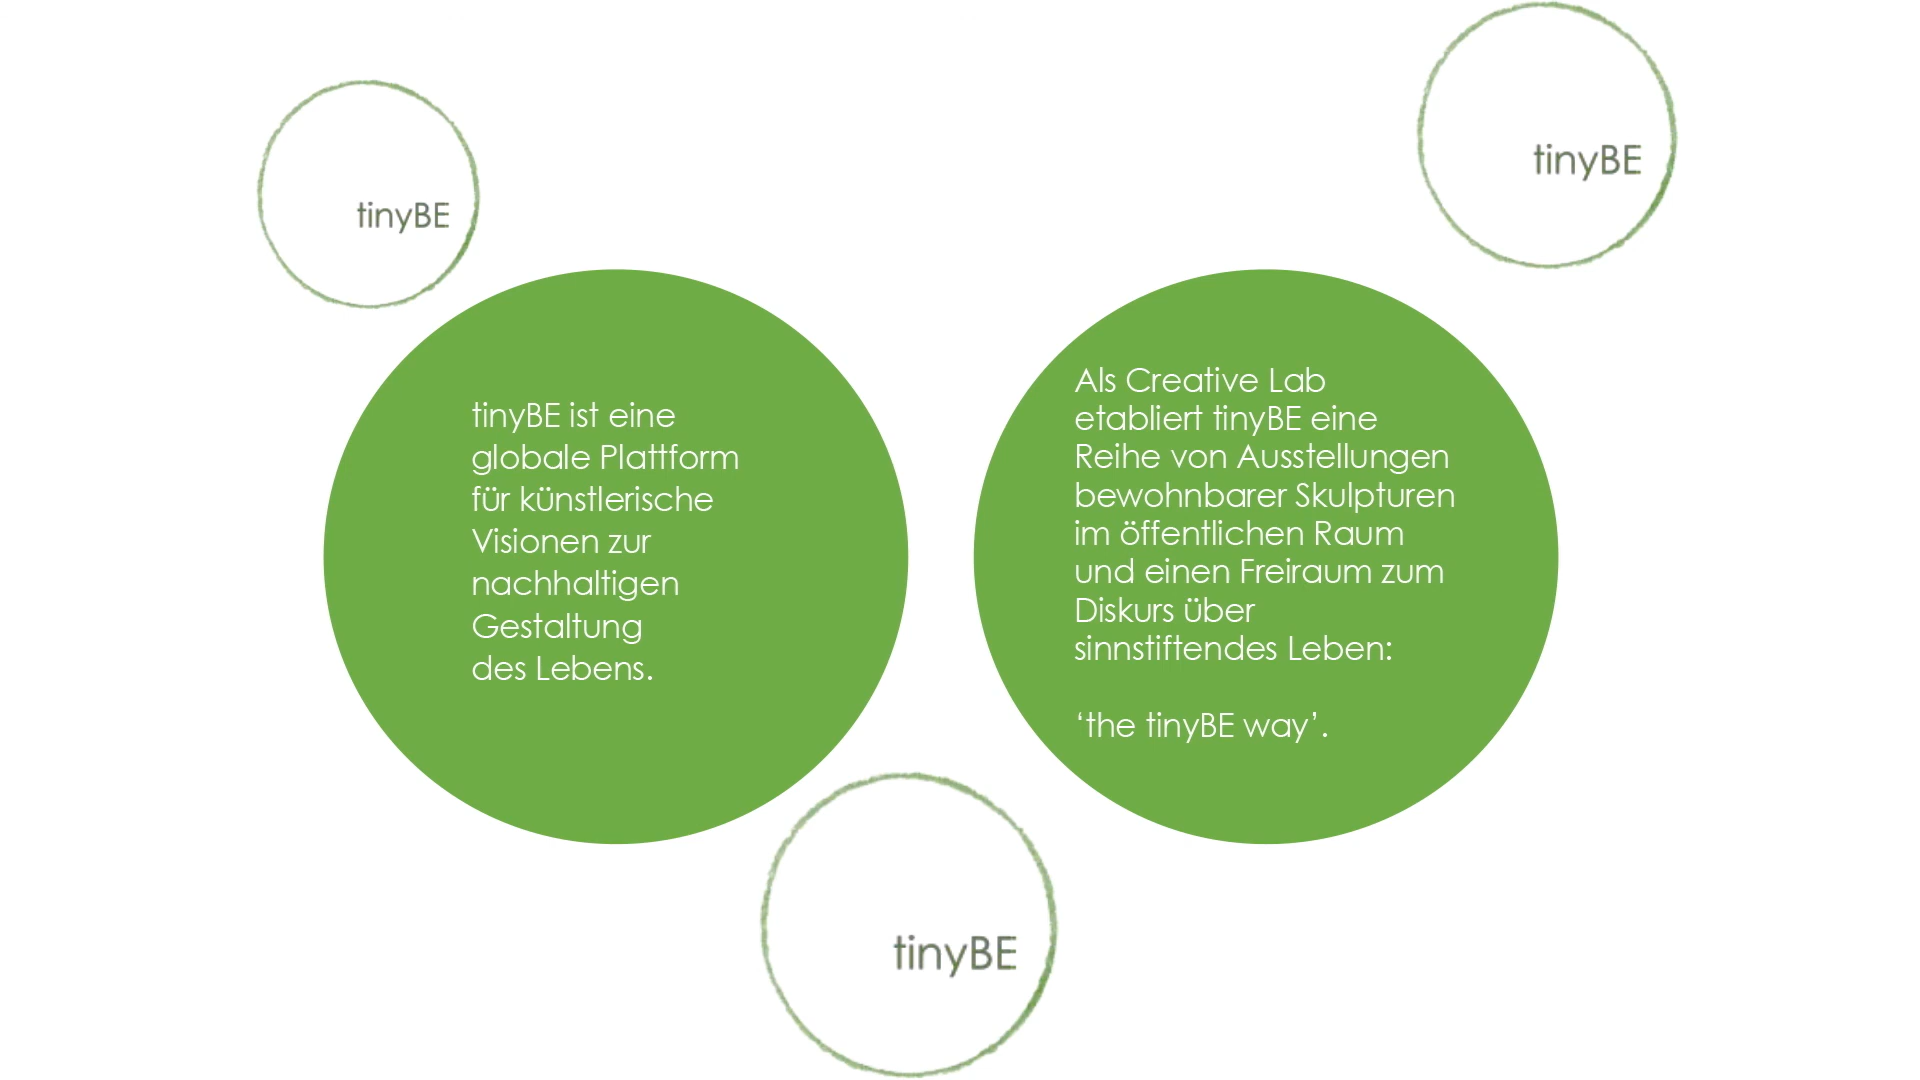 tinyBE
tinyBE
tinyBE ist eine
globale Plattform
für künstlerische
Visionen zur
nachhaltigen
Gestaltung
des Lebens.
Als Creative Lab
etabliert tinyBE eine
Reihe von Ausstellungen
bewohnbarer Skulpturen
im öffentlichen Raum
und einen Freiraum zum
Diskurs über
sinnstiftendes Leben:
‘the tinyBE way’.
tinyBE